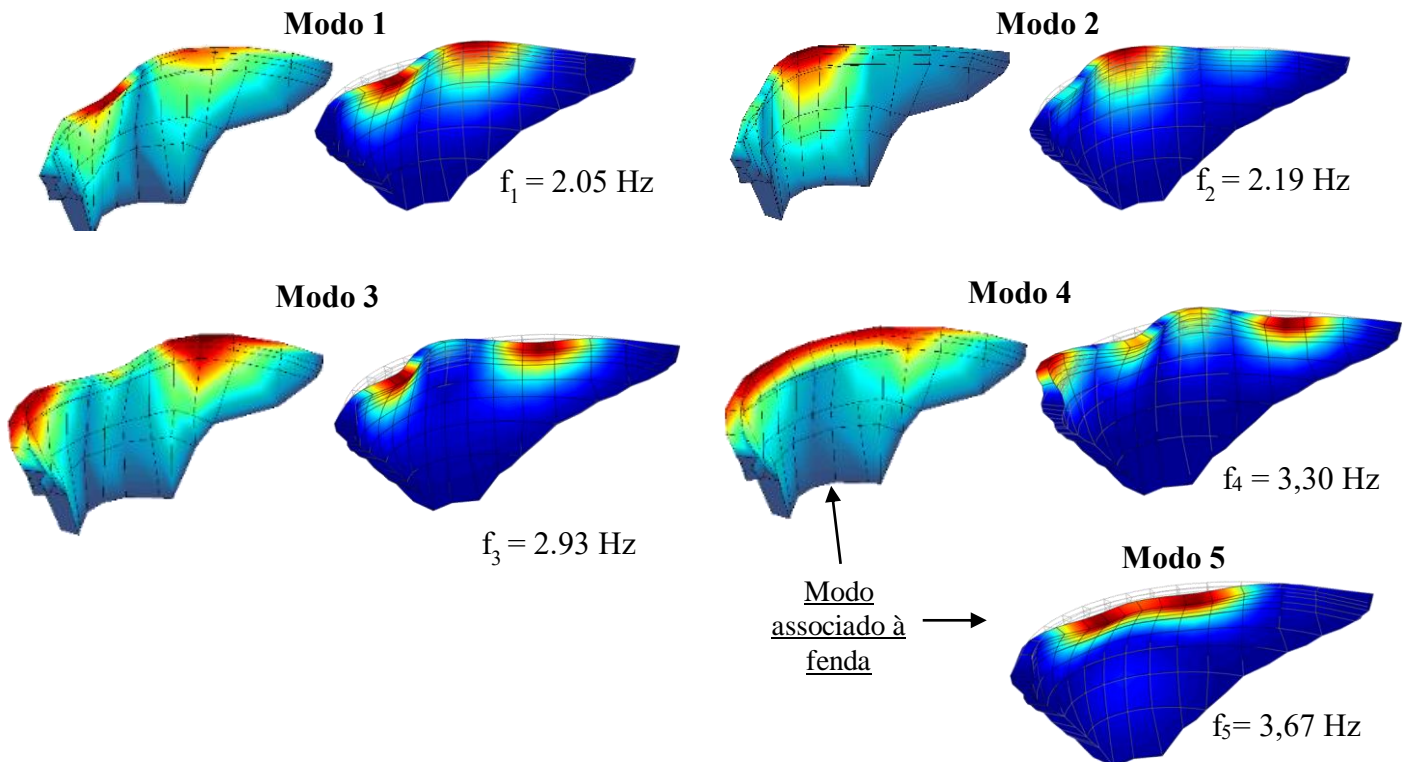 Modo 1
Modo 2
f1 = 2.05 Hz
f2 = 2.19 Hz
Modo 3
Modo 4
f3 = 2.93 Hz
f4 = 3,30 Hz
Modo
associado à
fenda
Modo 5
f5= 3,67 Hz